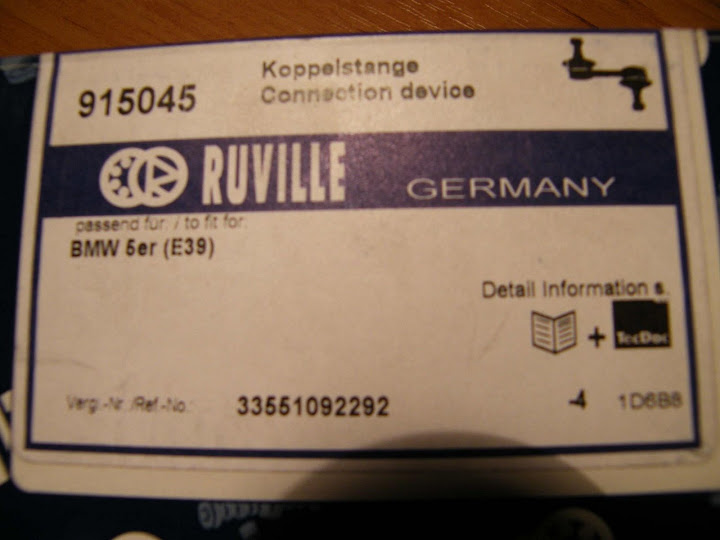 Koppelstange
915045 Connection device
RUVILLE GERMANY
passend für: / to fit for:
BMW 5er (E39)
Detail Information s.
+ TecDoc
Vergl.-Nr./Ref.-No.: 33551092292 -4 1D6B8